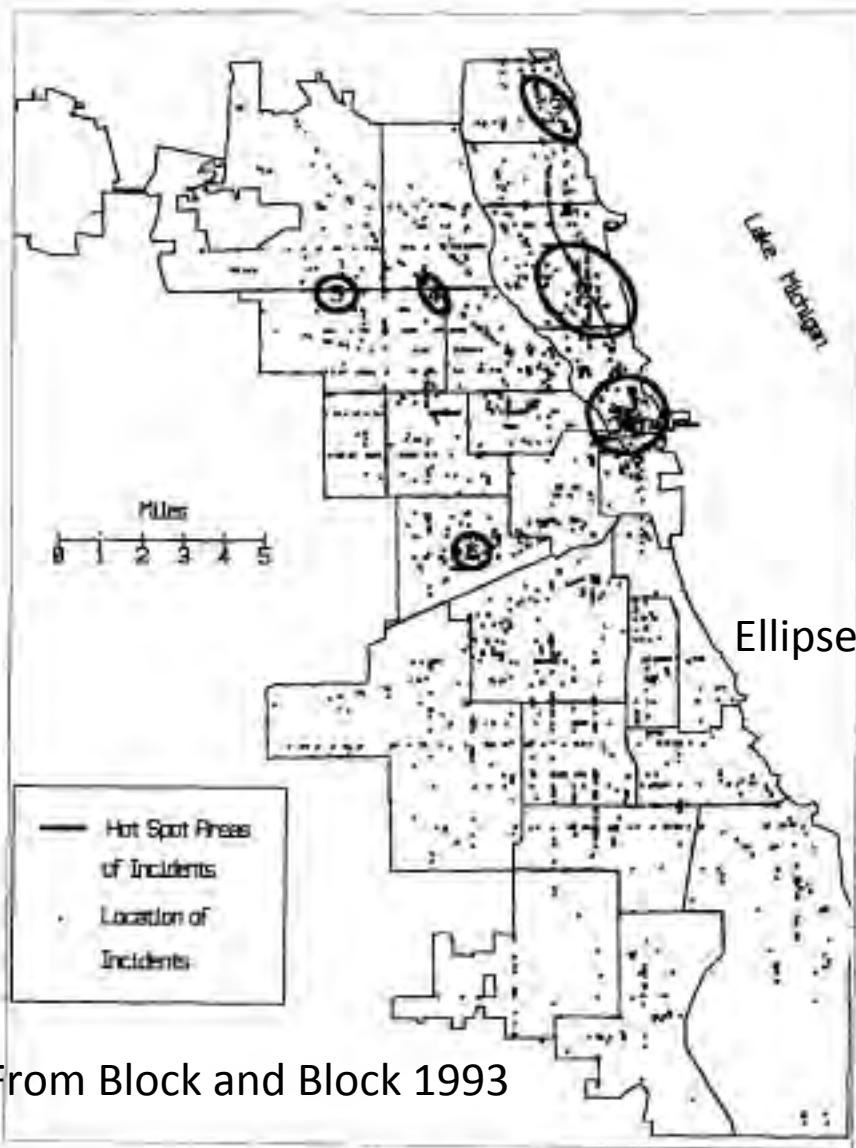 Lake Michigan
Miles
0 1 2 3 4 5
Ellipse
Hot Spot Areas
of Incidents
Location of
Incidents
From Block and Block 1993